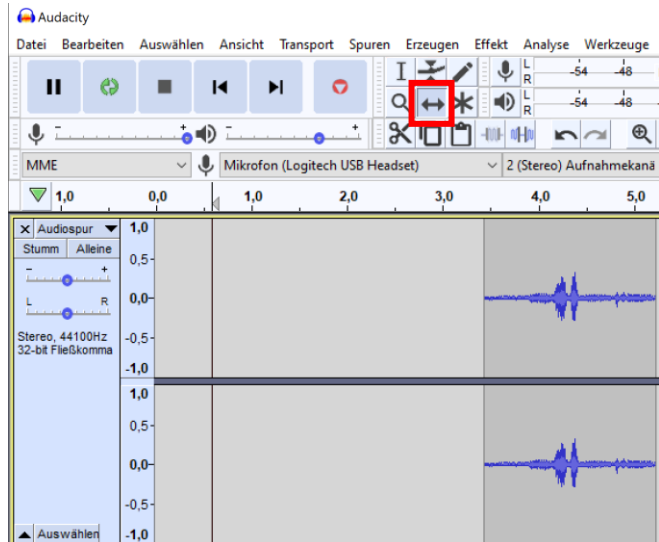 Audacity
Datei Bearbeiten Auswählen Ansicht Transport Spuren Erzeugen Effekt Analyse Werkzeuge
L
R
-54 -48
L
R
-54 -48
- +
- +
MME
Mikrofon (Logitech USB Headset)
2 (Stereo) Aufnahmekanä
1,0 0,0 1,0 2,0 3,0 4,0 5,0
X Audiospur
Stumm Alleine
- +
L R
Stereo, 44100Hz
32-bit Fließkomma
Auswählen
1,0
0,5-
0,0-
-0,5-
-1,0
1,0
0,5-
0,0-
-0,5-
-1,0